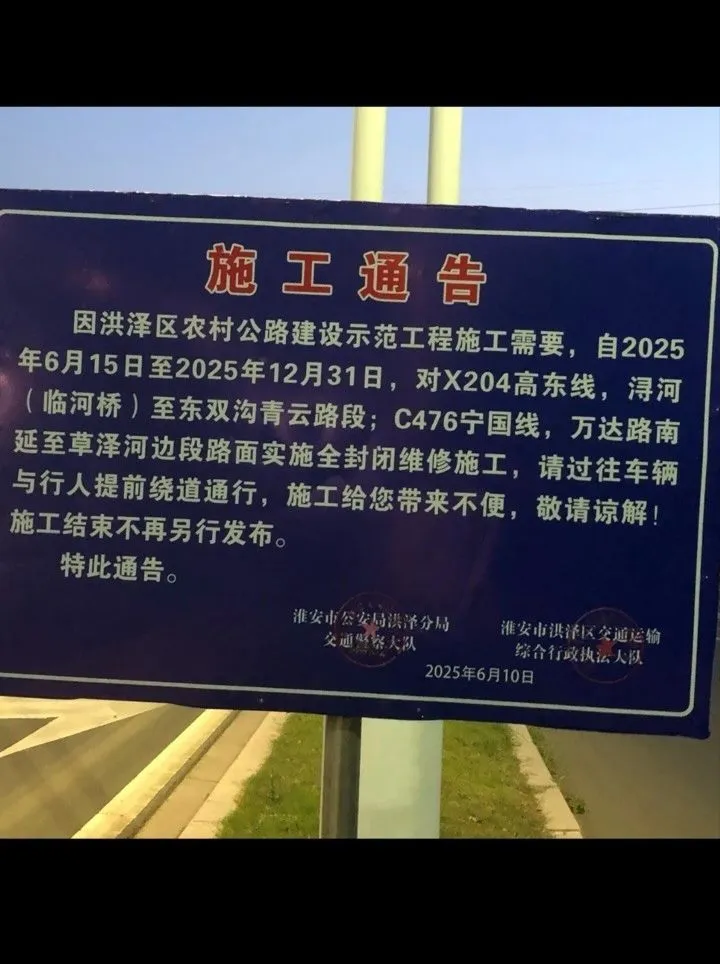 施工通告
因洪泽区农村公路建设示范工程施工需要，自2025
年6月15日至2025年12月31日，对X204高东线，浔河
（临河桥）至东双沟青云路段；C476宁国线，万达路南
延至草泽河边段路面实施全封闭维修施工，请过往车辆
与行人提前绕道通行，施工给您带来不便，敬请谅解！
施工结束不再另行发布。
特此通告。
淮安市公安局洪泽分局
交通警察大队
淮安市洪泽区交通运输
综合行政执法大队
2025年6月10日